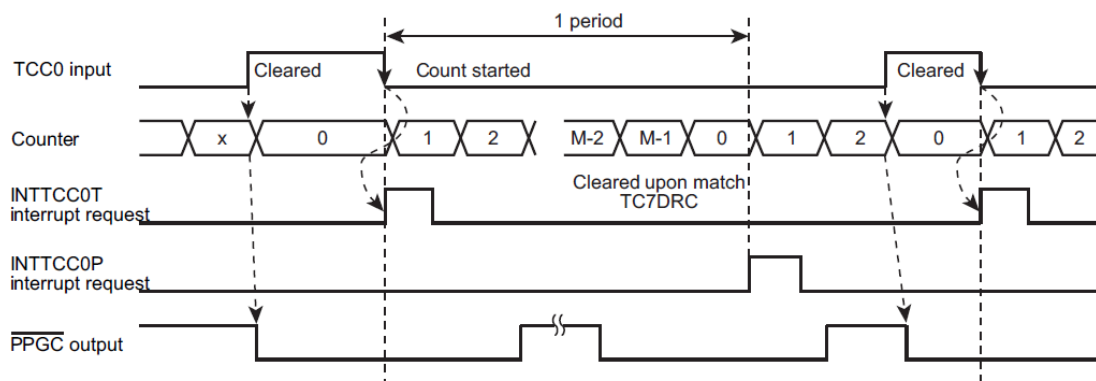 1 period
TCC0 input
Cleared
Count started
Cleared
Counter
x
0
1
2
M-2
M-1
0
1
2
0
1
2
INTTCC0T
interrupt request
Cleared upon match
TC7DRC
INTTCC0P
interrupt request
PPGC output